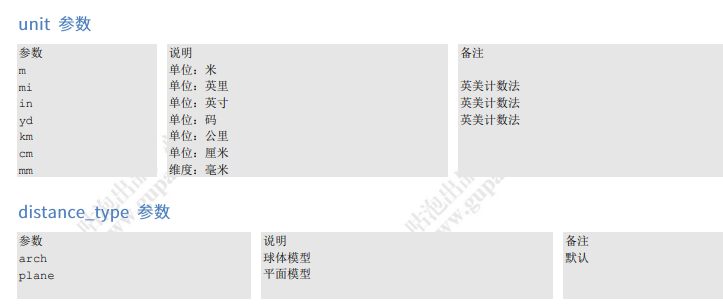 unit 参数
参数 说明 备注
m 单位：米
mi 单位：英里 英美计数法
in 单位：英寸 英美计数法
yd 单位：码 英美计数法
km 单位：公里
cm 单位：厘米
mm 维度：毫米
distance_type 参数
参数 说明 备注
arch 球体模型 默认
plane 平面模型